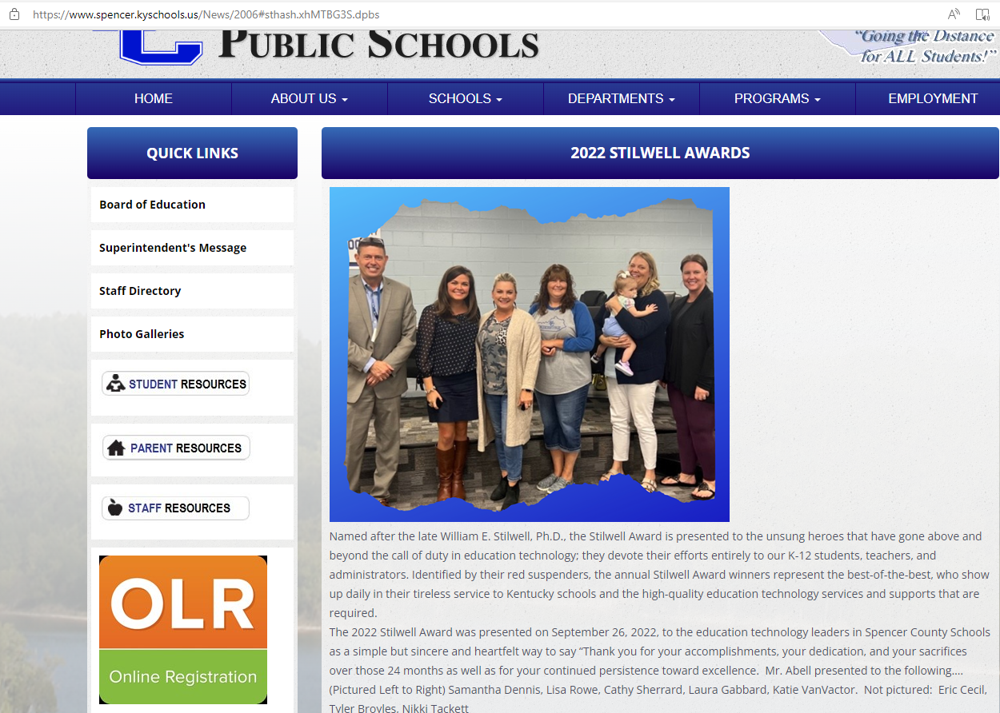 https://www.spencer.kyschools.us/News/2006#sthash.xhMTBG3S.dpbs
PUBLIC SCHOOLS
“Going the Distance
for ALL Students!”
HOME ABOUT US SCHOOLS DEPARTMENTS PROGRAMS EMPLOYMENT
QUICK LINKS
Board of Education
Superintendent's Message
Staff Directory
Photo Galleries
STUDENT RESOURCES
PARENT RESOURCES
STAFF RESOURCES
OLR
Online Registration
2022 STILWELL AWARDS
Named after the late William E. Stilwell, Ph.D., the Stilwell Award is presented to the unsung heroes that have gone above and
beyond the call of duty in education technology; they devote their efforts entirely to our K-12 students, teachers, and
administrators. Identified by their red suspenders, the annual Stilwell Award winners represent the best-of-the-best, who show
up daily in their tireless service to Kentucky schools and the high-quality education technology services and supports that are
required.
The 2022 Stilwell Award was presented on September 26, 2022, to the education technology leaders in Spencer County Schools
as a simple but sincere and heartfelt way to say “Thank you for your accomplishments, your dedication, and your sacrifices
over those 24 months as well as for your continued persistence toward excellence.  Mr. Abell presented to the following....
(Pictured Left to Right) Samantha Dennis, Lisa Rowe, Cathy Sherrard, Laura Gabbard, Katie VanVactor.  Not pictured:  Eric Cecil,
Tyler Broyles, Nikki Tackett